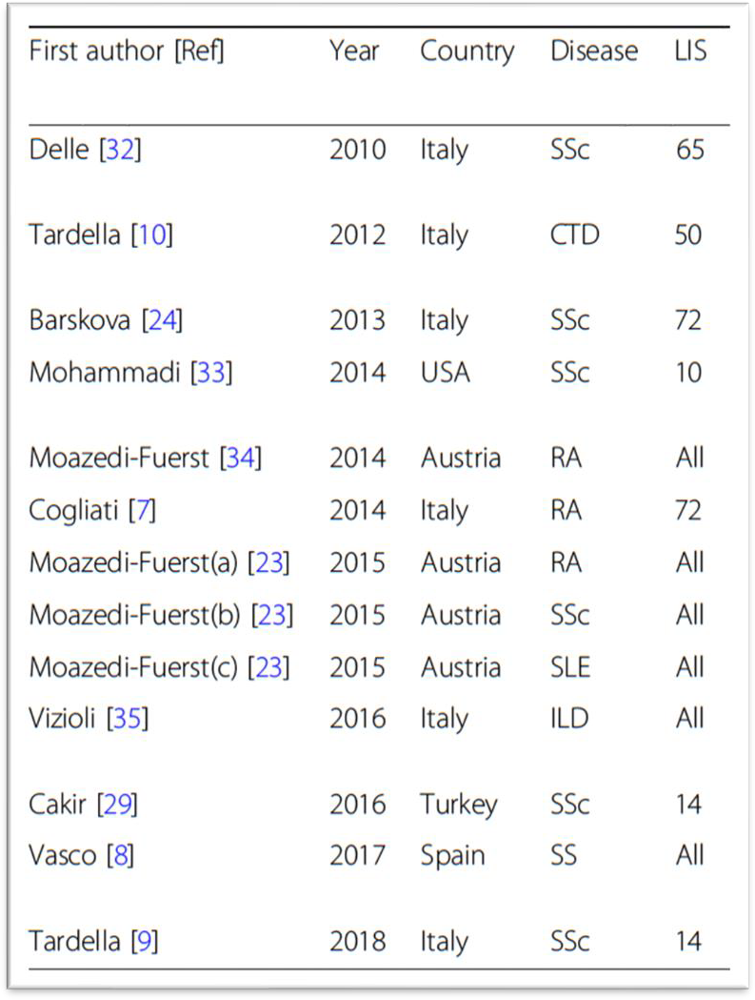 First author [Ref] Year Country Disease LIS
Delle [32] 2010 Italy SSc 65
Tardella [10] 2012 Italy CTD 50
Barskova [24] 2013 Italy SSc 72
Mohammadi [33] 2014 USA SSc 10
Moazedi-Fuerst [34] 2014 Austria RA All
Cogliati [7] 2014 Italy RA 72
Moazedi-Fuerst(a) [23] 2015 Austria RA All
Moazedi-Fuerst(b) [23] 2015 Austria SSc All
Moazedi-Fuerst(c) [23] 2015 Austria SLE All
Vizioli [35] 2016 Italy ILD All
Cakir [29] 2016 Turkey SSc 14
Vasco [8] 2017 Spain SS All
Tardella [9] 2018 Italy SSc 14